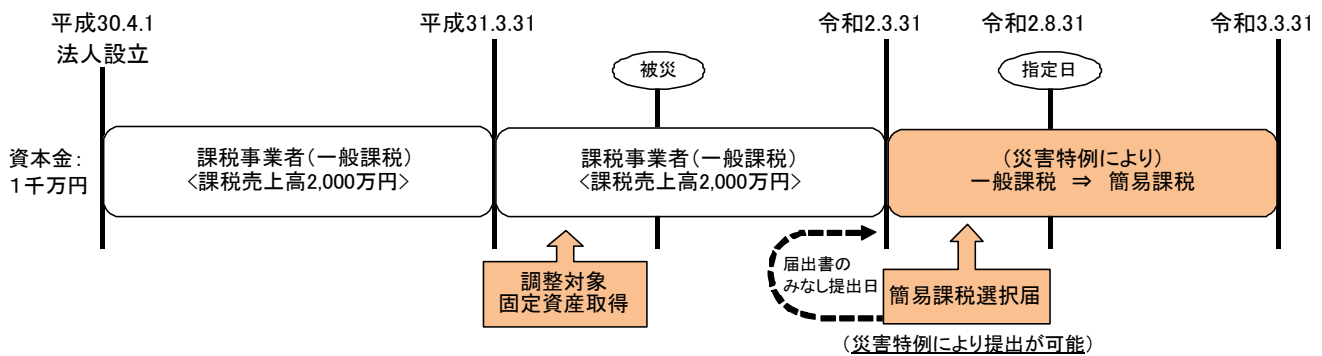 平成30.4.1
法人設立
平成31.3.31
令和2.3.31
令和2.8.31
令和3.3.31
被災
指定日
資本金:
1千万円
課税事業者(一般課税)
<課税売上高2,000万円>
課税事業者(一般課税)
<課税売上高2,000万円>
(災害特例により)
一般課税 ⇒ 簡易課税
調整対象
固定資産取得
届出書の
みなし提出日
簡易課税選択届
(災害特例により提出が可能)